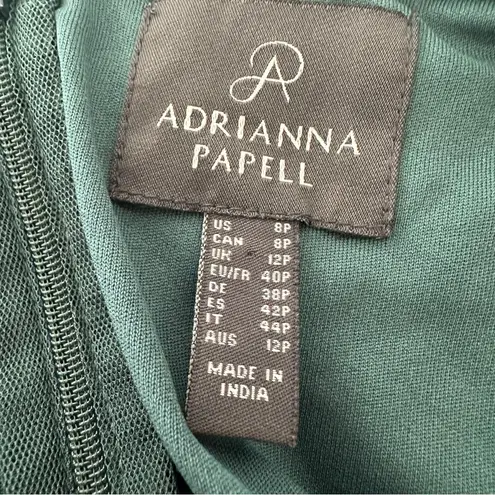 ADRIANNA
PAPELL
US 8P
CAN 8P
UK 12P
EU/FR 40P
DE 38P
ES 42P
IT 44P
AUS 12P
MADE IN
INDIA